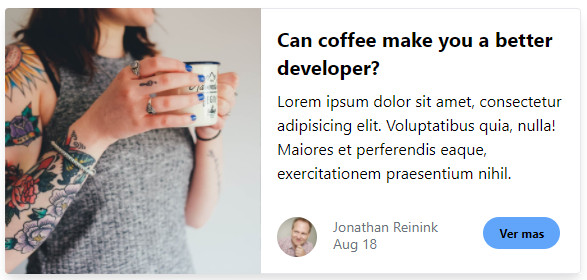 Can coffee make you a better
developer?
Lorem ipsum dolor sit amet, consectetur
adipisicing elit. Voluptatibus quia, nulla!
Maiores et perferendis eaque,
exercitationem praesentium nihil.
Jonathan Reinink
Aug 18
Ver mas